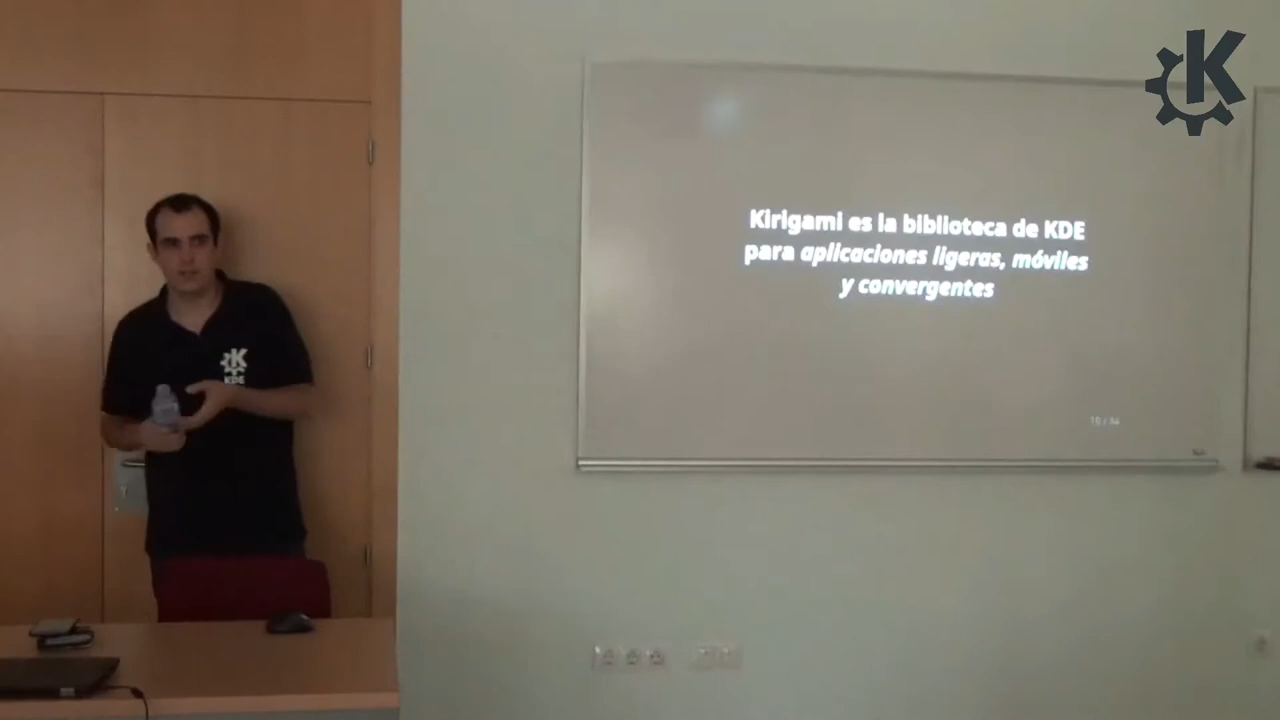 Kirigami es la biblioteca de KDE
para aplicaciones ligeras, móviles
y convergentes
KDE